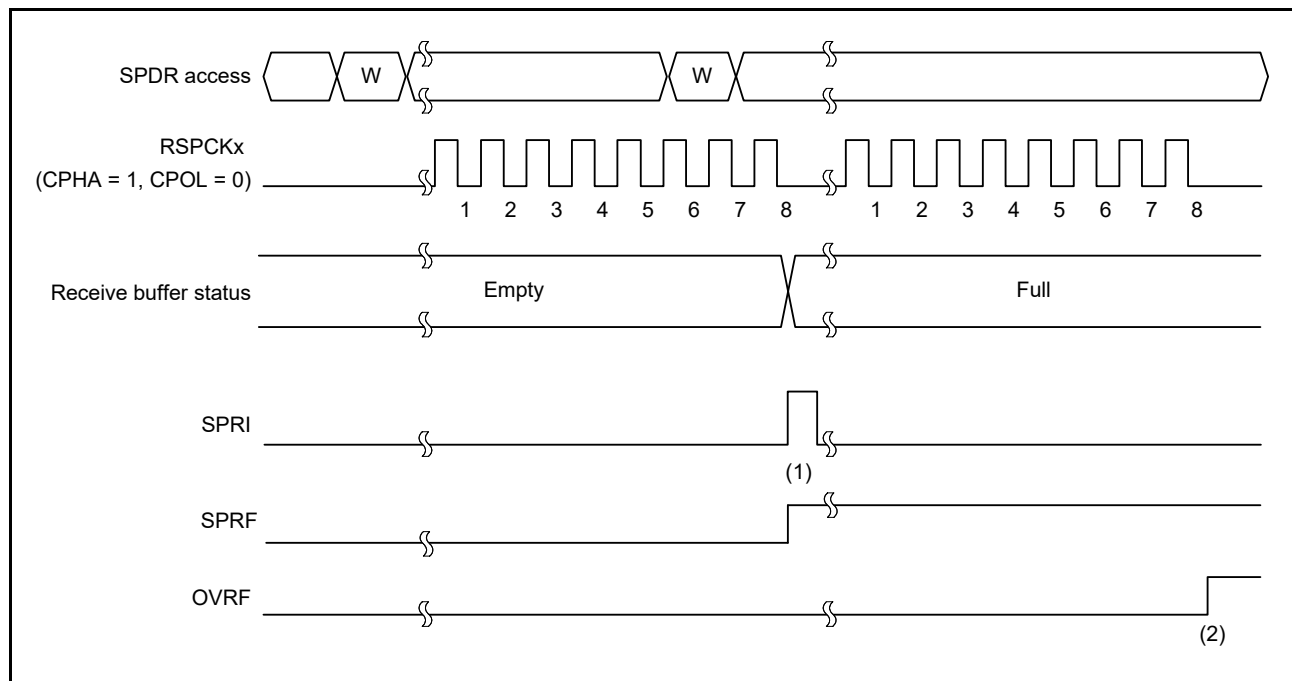 SPDR access W W
RSPCKx
(CPHA = 1, CPOL = 0)
1 2 3 4 5 6 7 8 1 2 3 4 5 6 7 8
Receive buffer status Empty Full
SPRI
(1)
SPRF
OVRF
(2)